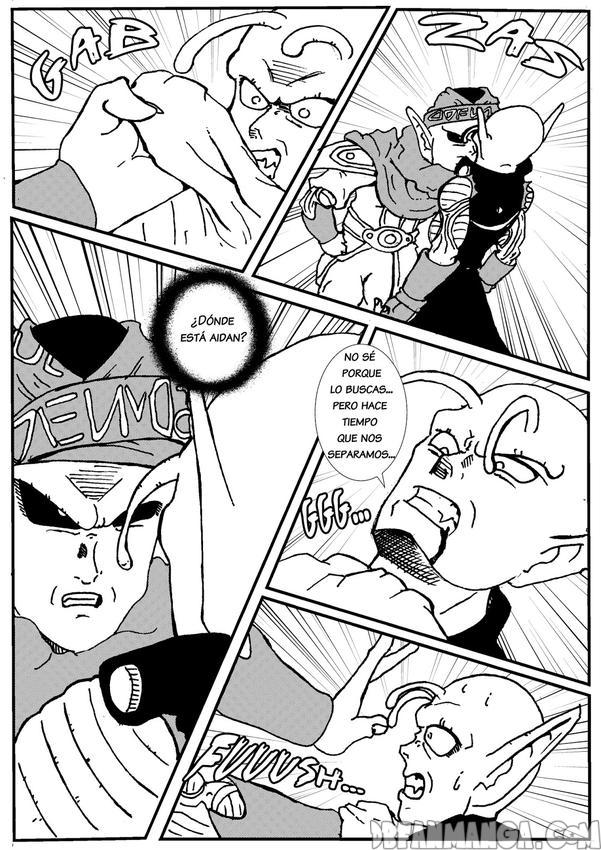 GAB
ZAS
¿DÓNDE
ESTÁ AIDAN?
NO SÉ
PORQUE
LO BUSCAS...
PERO HACE
TIEMPO
QUE NOS
SEPARAMOS...
GGG...
FUUUSH...
DBFANMANGA.COM